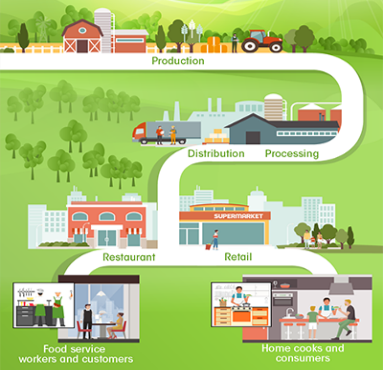 Production
Distribution Processing
SUPERMARKET
Restaurant Retail
Food service
workers and customers
Home cooks and
consumers